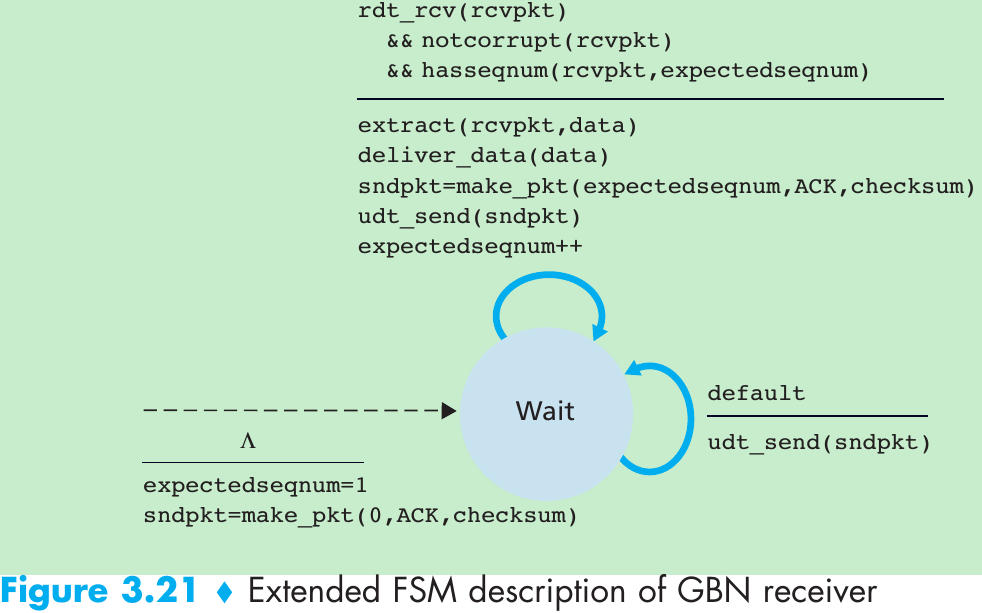 rdt_rcv(rcvpkt)
&& notcorrupt(rcvpkt)
&& hasseqnum(rcvpkt,expectedseqnum)
extract(rcvpkt,data)
deliver_data(data)
sndpkt=make_pkt(expectedseqnum,ACK,checksum)
udt_send(sndpkt)
expectedseqnum++
Wait
default
udt_send(sndpkt)
Λ
expectedseqnum=1
sndpkt=make_pkt(0,ACK,checksum)
Figure 3.21 ♦ Extended FSM description of GBN receiver